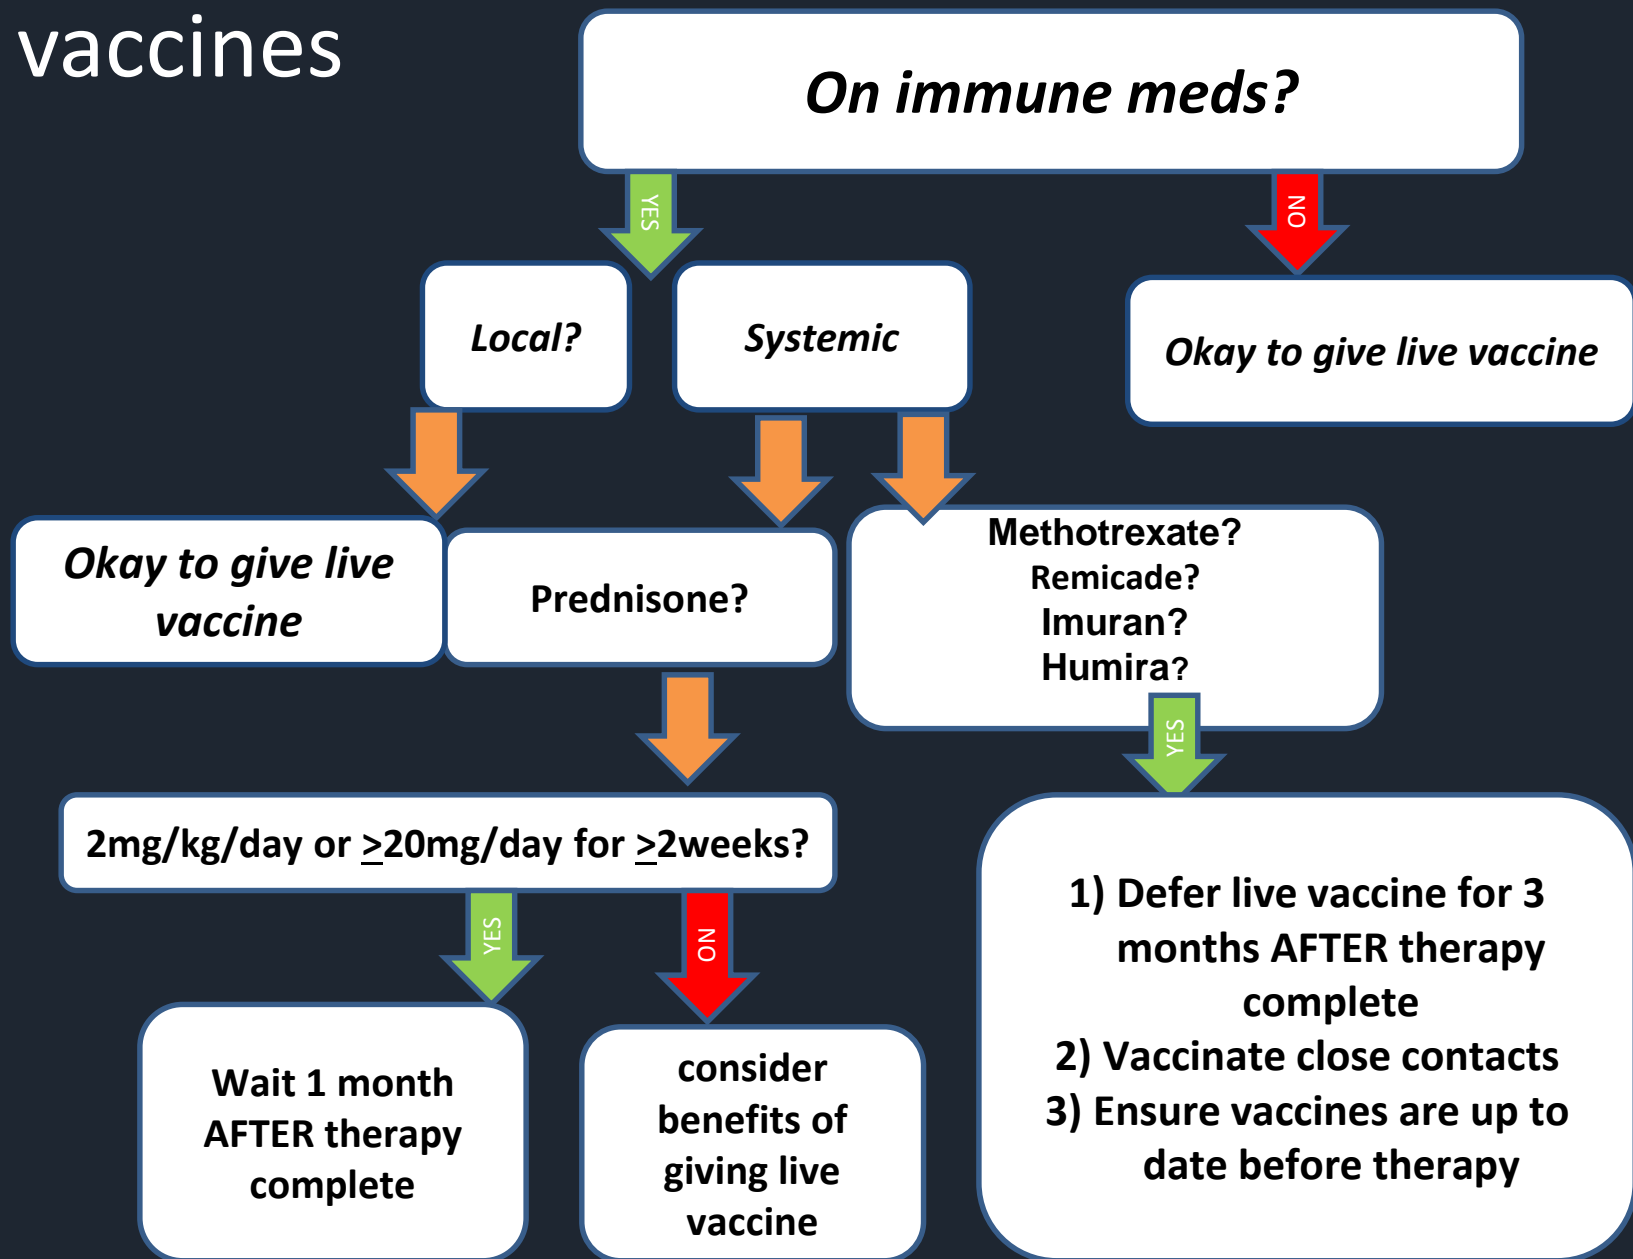 vaccines
On immune meds?
YES
NO
Local?
Systemic
Okay to give live vaccine
Okay to give live
vaccine
Prednisone?
Methotrexate?
Remicade?
Imuran?
Humira?
YES
2mg/kg/day or ≥20mg/day for ≥2weeks?
YES
NO
Wait 1 month
AFTER therapy
complete
consider
benefits of
giving live
vaccine
1) Defer live vaccine for 3
months AFTER therapy
complete
2) Vaccinate close contacts
3) Ensure vaccines are up to
date before therapy